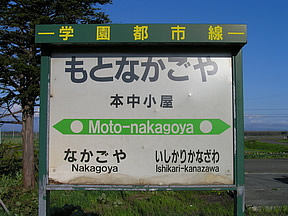 学園都市線
もとなかごや
本中小屋
Moto-nakagoya
なかごや いしかりかなざわ
Nakagoya Ishikari-kanazawa